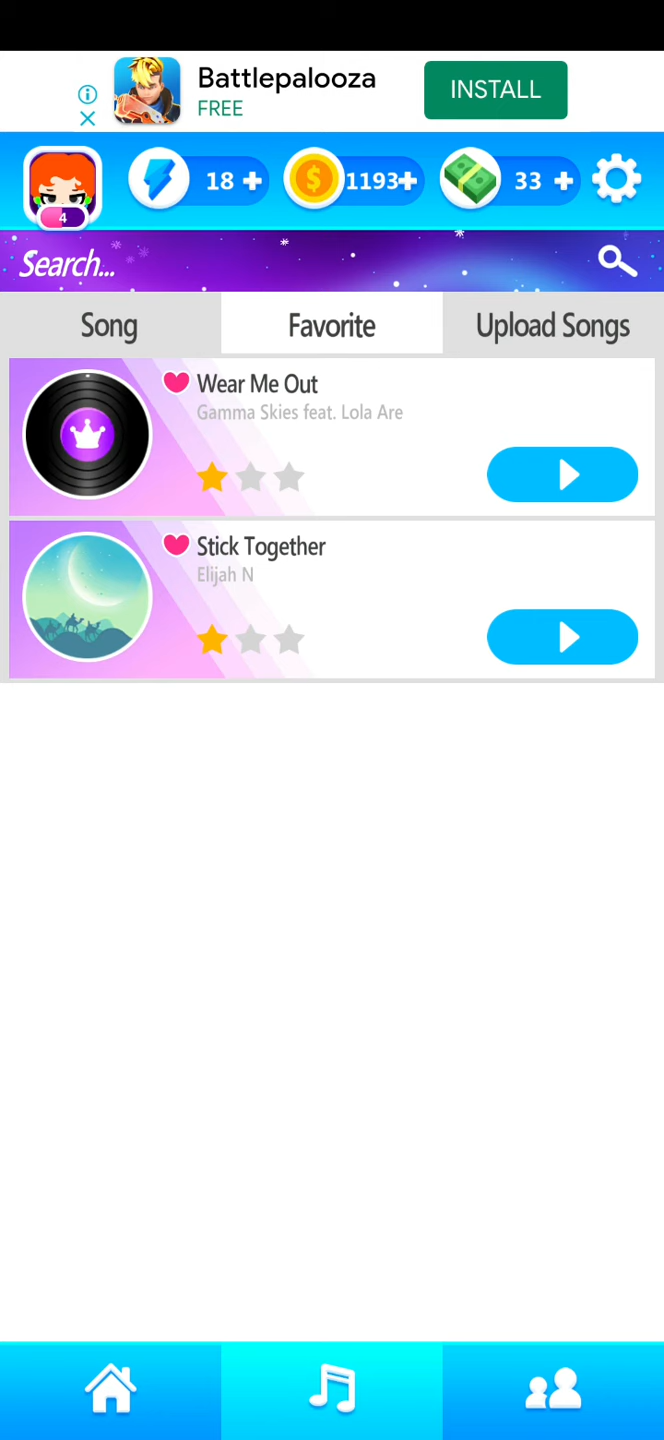 Battlepalooza
FREE
INSTALL
4
18
1193
33
Search...
Song
Favorite
Upload Songs
Wear Me Out
Gamma Skies feat. Lola Are
Stick Together
Elijah N